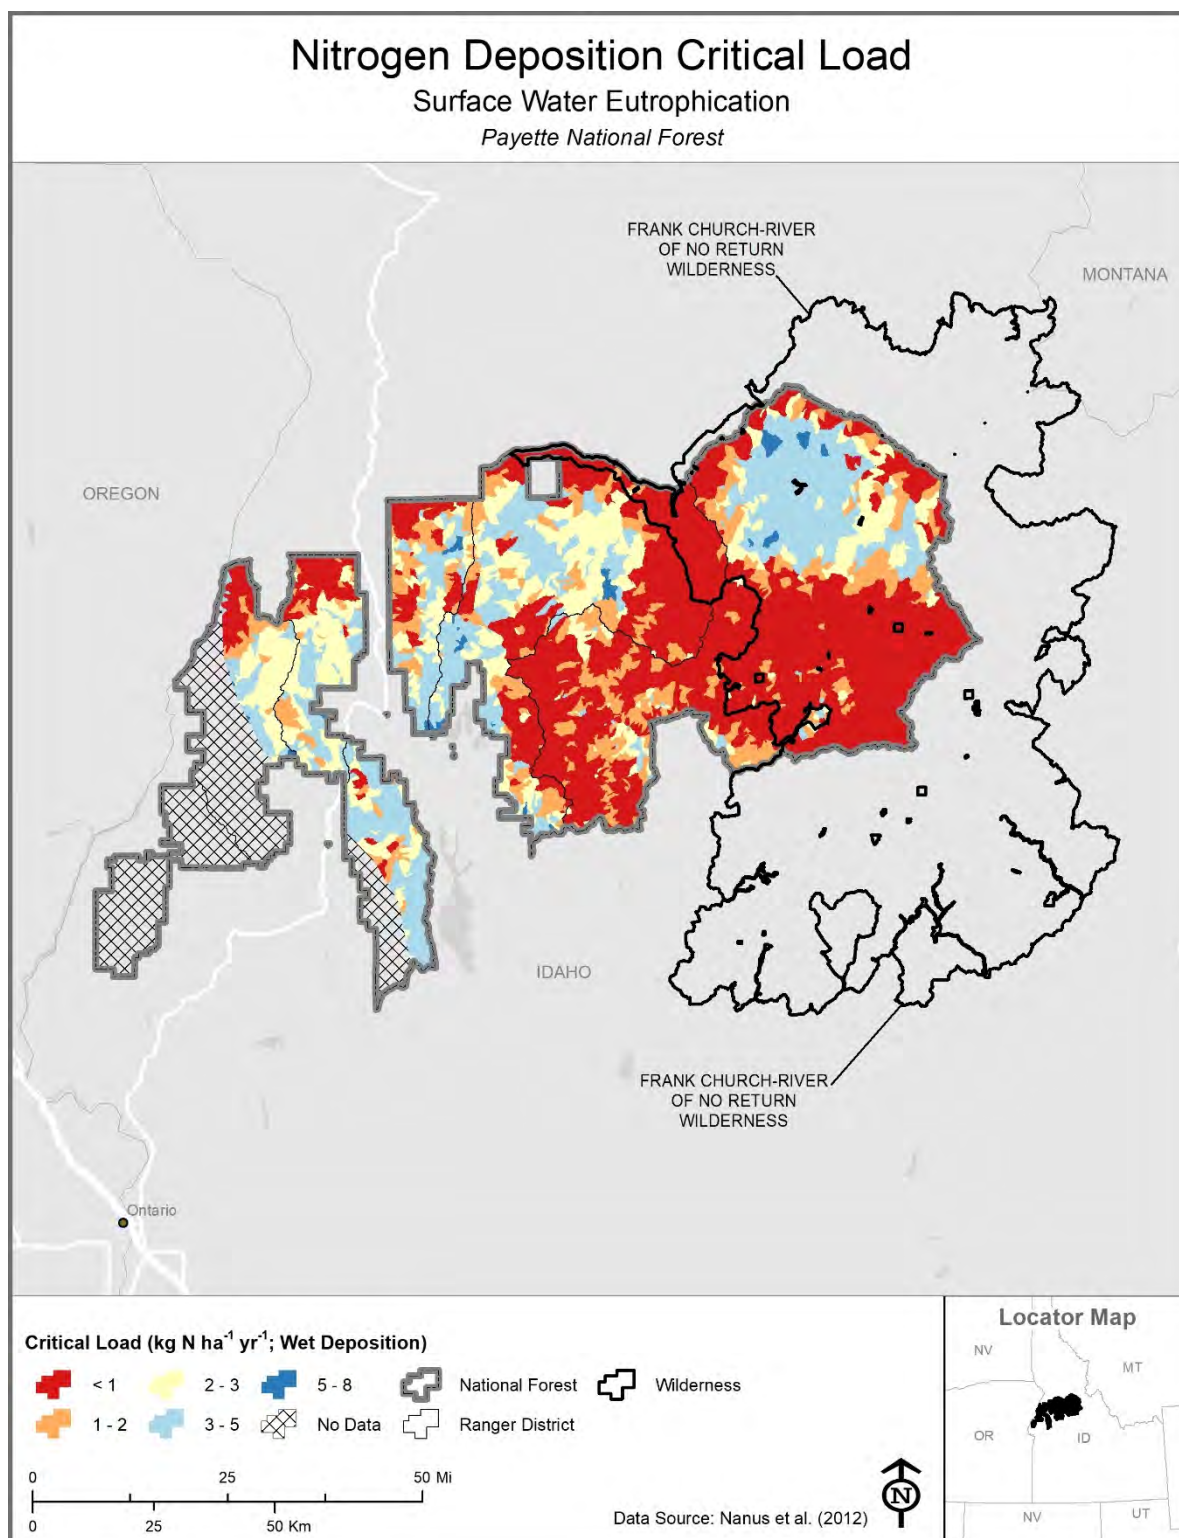 Nitrogen Deposition Critical Load
Surface Water Eutrophication
Payette National Forest
FRANK CHURCH-RIVER
OF NO RETURN
WILDERNESS
MONTANA
OREGON
IDAHO
FRANK CHURCH-RIVER
OF NO RETURN
WILDERNESS
Ontario
Critical Load (kg N ha⁻¹ yr⁻¹; Wet Deposition)
< 1 2 - 3 5 - 8 National Forest Wilderness
1 - 2 3 - 5 No Data Ranger District
0 25 50 Mi
0 25 50 Km
Data Source: Nanus et al. (2012)
N
Locator Map
NV
MT
OR
ID
NV
UT